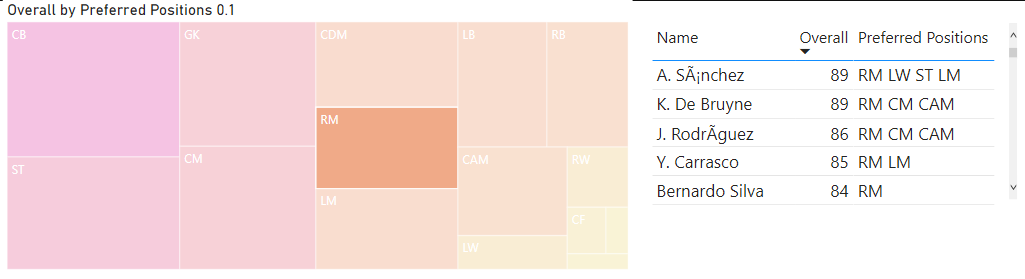 Overall by Preferred Positions 0.1
CB
GK
CDM
LB
RB
RM
ST
CM
CAM
RW
LM
CF
LW
Name Overall Preferred Positions
A. SÃ¡nchez 89 RM LW ST LM
K. De Bruyne 89 RM CM CAM
J. RodrÃguez 86 RM CM CAM
Y. Carrasco 85 RM LM
Bernardo Silva 84 RM